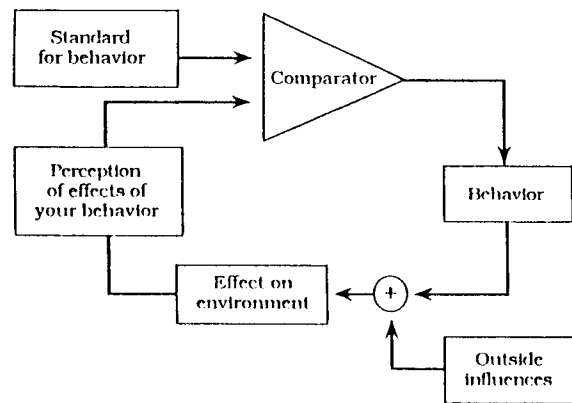 Standard
for behavior
Comparator
Perception
of effects of
your behavior
Behavior
Effect on
environment
+
Outside
influences